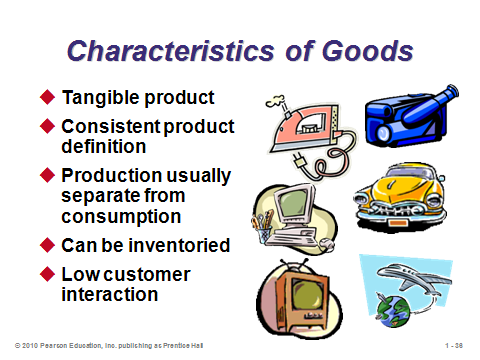 Characteristics of Goods
Tangible product
Consistent product
definition
Production usually
separate from
consumption
Can be inventoried
Low customer
interaction
© 2010 Pearson Education, Inc. publishing as Prentice Hall
1 - 36